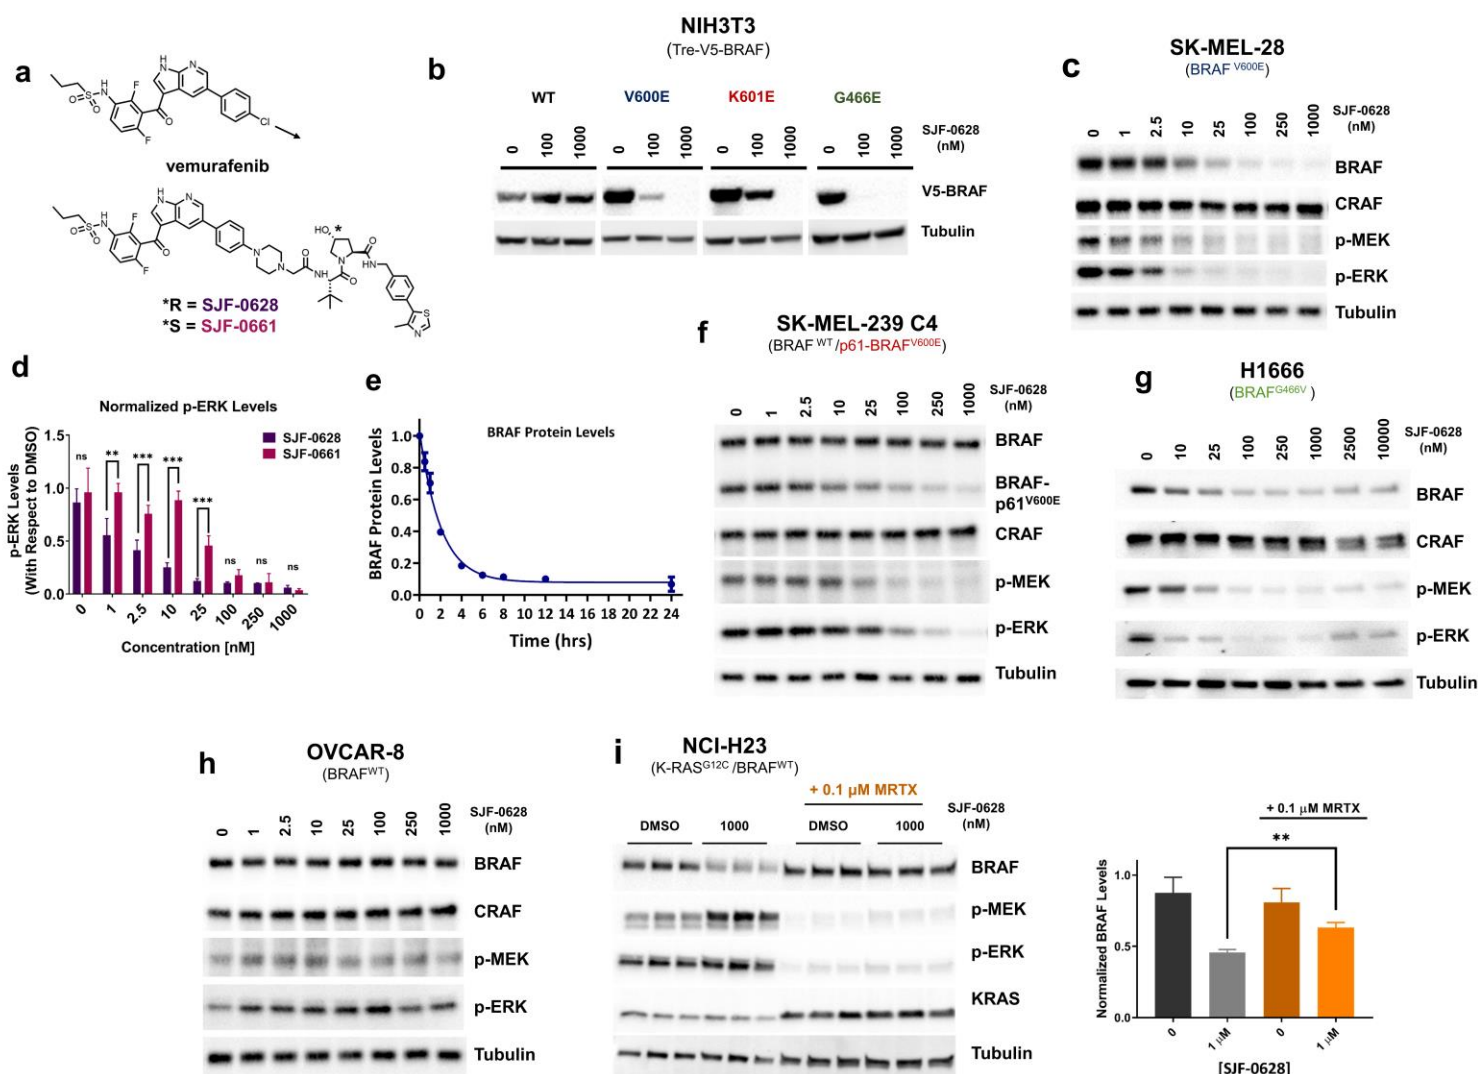 a
vemurafenib
*R = SJF-0628
*S = SJF-0661
b
NIH3T3
(Tre-V5-BRAF)
WT V600E K601E G466E
0 100 1000 0 100 1000 0 100 1000 0 100 1000
SJF-0628
(nM)
V5-BRAF
Tubulin
c
SK-MEL-28
(BRAF V600E)
0 1 2.5 10 25 100 250 1000
SJF-0628
(nM)
BRAF
CRAF
p-MEK
p-ERK
Tubulin
d
Normalized p-ERK Levels
SJF-0628
SJF-0661
p-ERK Levels
(With Respect to DMSO)
1.5
1.0
0.5
0.0
ns ** *** *** *** ns ns ns
0 1 2.5 10 25 100 250 1000
Concentration [nM]
e
BRAF Protein Levels
BRAF Protein Levels
1.0
0.8
0.6
0.4
0.2
0.0
0 2 4 6 8 10 12 14 16 18 20 22 24
Time (hrs)
f
SK-MEL-239 C4
(BRAF WT/p61-BRAFV600E)
0 1 2.5 10 25 100 250 1000
SJF-0628
(nM)
BRAF
BRAF-
p61V600E
CRAF
p-MEK
p-ERK
Tubulin
g
H1666
(BRAFG466V)
0 10 25 100 250 1000 2500 10000
SJF-0628
(nM)
BRAF
CRAF
p-MEK
p-ERK
Tubulin
h
OVCAR-8
(BRAFWT)
0 1 2.5 10 25 100 250 1000
SJF-0628
(nM)
BRAF
CRAF
p-MEK
p-ERK
Tubulin
i
NCI-H23
(K-RASG12C /BRAFWT)
+ 0.1 µM MRTX
DMSO 1000 DMSO 1000
SJF-0628
(nM)
BRAF
p-MEK
p-ERK
KRAS
Tubulin
+ 0.1 µM MRTX
**
Normalized BRAF Levels
1.0
0.5
0.0
0 1 µM 0 1 µM
[SJF-0628]